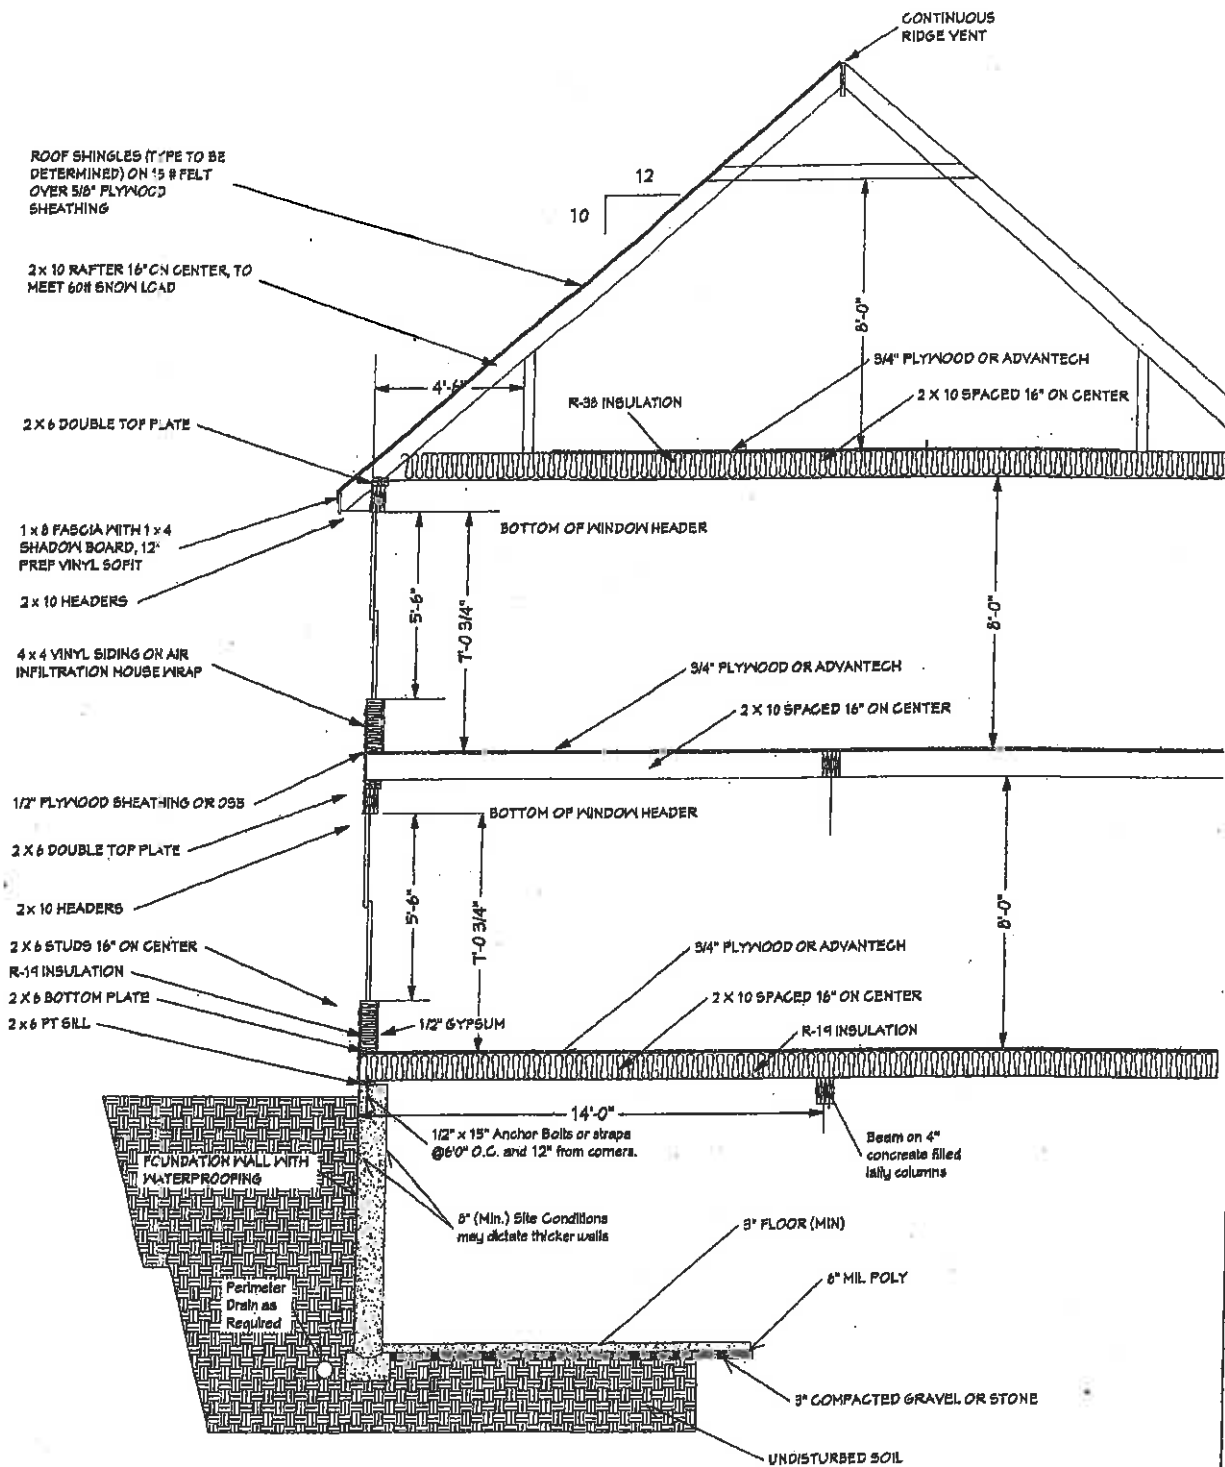 CONTINUOUS
RIDGE VENT
ROOF SHINGLES (TYPE TO BE
DETERMINED) ON 15 # FELT
OVER 5/8" PLYWOOD
SHEATHING
12
10
2 x 10 RAFTER 16" ON CENTER, TO
MEET 60# SNOW LOAD
8'-0"
4'-6"
3/4" PLYWOOD OR ADVANTECH
R-38 INSULATION
2 X 10 SPACED 16" ON CENTER
2 X 6 DOUBLE TOP PLATE
1 x 8 FASCIA WITH 1 x 4
SHADOW BOARD, 12"
PREF VINYL SOFIT
BOTTOM OF WINDOW HEADER
2 x 10 HEADERS
5'-6"
7'-0 3/4"
8'-0"
4 x 4 VINYL SIDING ON AIR
INFILTRATION HOUSE WRAP
3/4" PLYWOOD OR ADVANTECH
2 X 10 SPACED 16" ON CENTER
1/2" PLYWOOD SHEATHING OR OSB
BOTTOM OF WINDOW HEADER
2 X 6 DOUBLE TOP PLATE
2 x 10 HEADERS
5'-6"
7'-0 3/4"
8'-0"
2 X 6 STUDS 16" ON CENTER
R-19 INSULATION
2 X 6 BOTTOM PLATE
2 x 6 PT SILL
1/2" GYPSUM
3/4" PLYWOOD OR ADVANTECH
2 X 10 SPACED 16" ON CENTER
R-19 INSULATION
14'-0"
1/2" x 15" Anchor Bolts or straps
@6'0" O.C. and 12" from corners.
Beam on 4"
concreate filled
lally columns
FOUNDATION WALL WITH
WATERPROOFING
8" (Min.) Site Conditions
may dictate thicker walls
3" FLOOR (MIN)
6" MIL POLY
Perimeter
Drain as
Required
3" COMPACTED GRAVEL OR STONE
UNDISTURBED SOIL